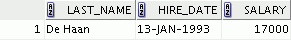 LAST_NAME HIRE_DATE SALARY
1 De Haan 13-JAN-1993 17000